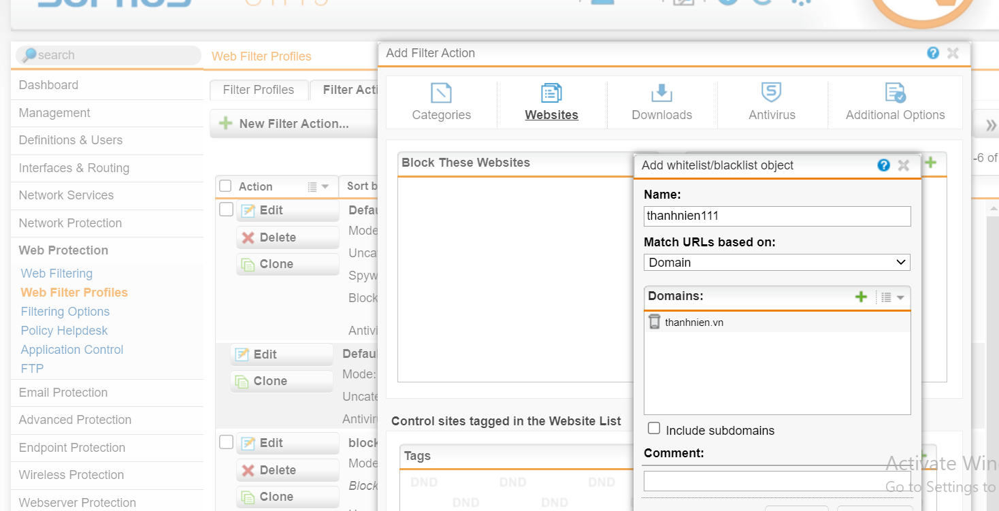 search
Dashboard
Management
Definitions & Users
Interfaces & Routing
Network Services
Network Protection
Web Protection
Web Filtering
Web Filter Profiles
Filtering Options
Policy Helpdesk
Application Control
FTP
Email Protection
Advanced Protection
Endpoint Protection
Wireless Protection
Webserver Protection
Web Filter Profiles
Filter Profiles
Filter Acti
New Filter Action...
-6 of
Action
Sort b
Edit
Delete
Clone
Defau
Mode
Uncat
Spyw
Block
Antivi
Edit
Clone
Defau
Mode:
Uncate
Antiviru
Edit
Delete
Clone
block
Mode
Block
Add Filter Action
Categories
Websites
Downloads
Antivirus
Additional Options
Block These Websites
Control sites tagged in the Website List
Tags
DND DND DND
DND DND
Add whitelist/blacklist object
Name:
thanhnien111
Match URLs based on:
Domain
Domains:
thanhnien.vn
Include subdomains
Comment:
Activate Win
Go to Settings to